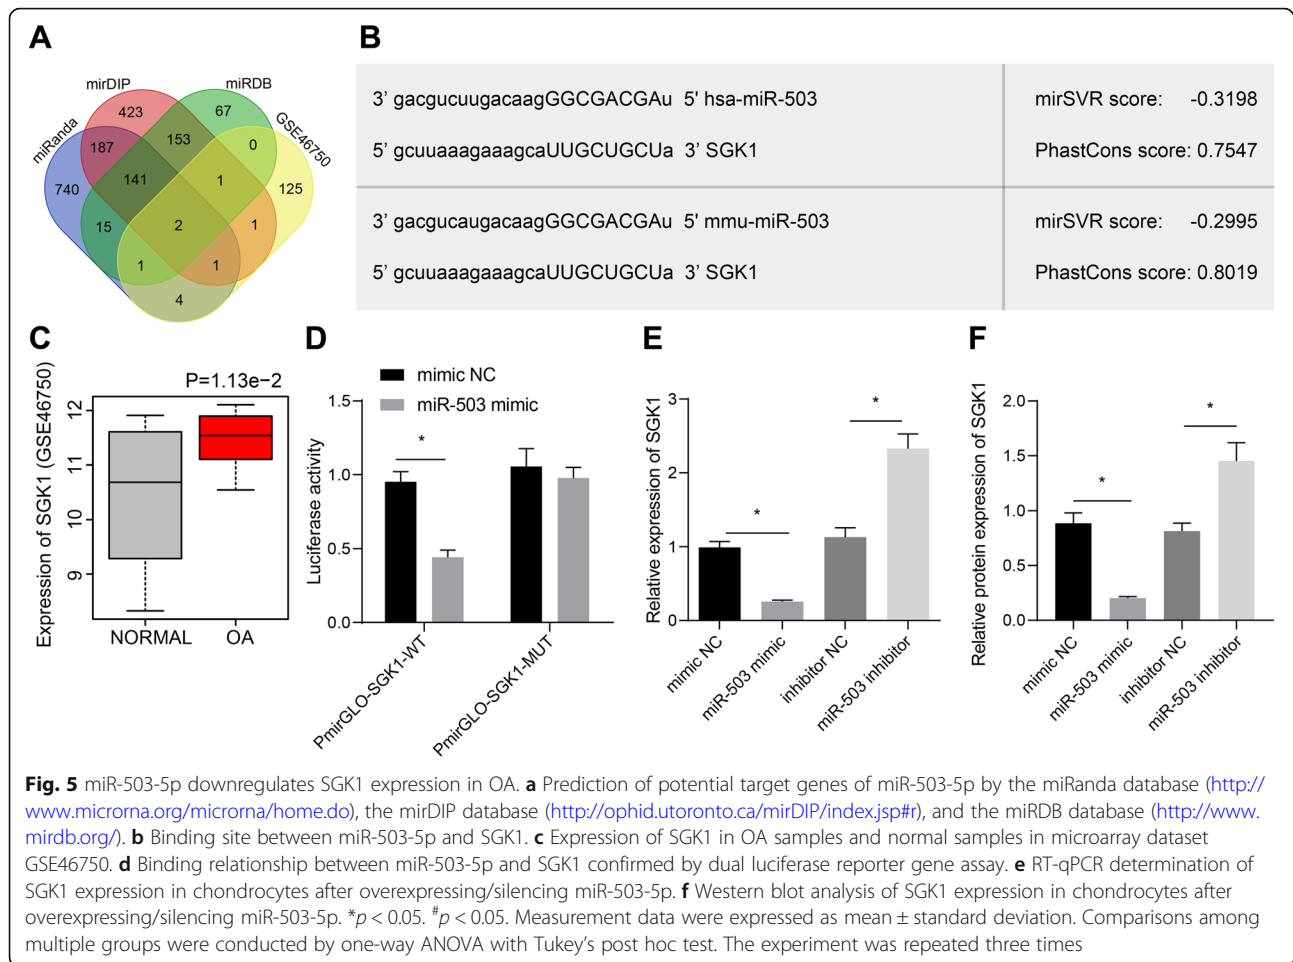 A
mirDIP
miRDB
miRanda
GSE46750
423
67
187
153
0
740
141
1
125
15
2
1
1
1
4
B
3' gacgucuugacaagGGCGACGAu 5' hsa-miR-503
mirSVR score: -0.3198
5' gcuuaaagaaagcaUUGCUGCUa 3' SGK1
PhastCons score: 0.7547
3' gacgucaugacaagGGCGACGAu 5' mmu-miR-503
mirSVR score: -0.2995
5' gcuuaaagaaagcaUUGCUGCUa 3' SGK1
PhastCons score: 0.8019
C
P=1.13e−2
Expression of SGK1 (GSE46750)
12
11
10
9
NORMAL
OA
D
mimic NC
miR-503 mimic
Luciferase activity
1.5
1.0
0.5
0.0
*
PmirGLO-SGK1-WT
PmirGLO-SGK1-MUT
E
Relative expression of SGK1
3
2
1
0
*
*
mimic NC
miR-503 mimic
inhibitor NC
miR-503 inhibitor
F
Relative protein expression of SGK1
2.0
1.5
1.0
0.5
0.0
*
*
mimic NC
miR-503 mimic
inhibitor NC
miR-503 inhibitor
Fig. 5 miR-503-5p downregulates SGK1 expression in OA. a Prediction of potential target genes of miR-503-5p by the miRanda database (http://
www.microrna.org/microrna/home.do), the mirDIP database (http://ophid.utoronto.ca/mirDIP/index.jsp#r), and the miRDB database (http://www.
mirdb.org/). b Binding site between miR-503-5p and SGK1. c Expression of SGK1 in OA samples and normal samples in microarray dataset
GSE46750. d Binding relationship between miR-503-5p and SGK1 confirmed by dual luciferase reporter gene assay. e RT-qPCR determination of
SGK1 expression in chondrocytes after overexpressing/silencing miR-503-5p. f Western blot analysis of SGK1 expression in chondrocytes after
overexpressing/silencing miR-503-5p. *p < 0.05. #p < 0.05. Measurement data were expressed as mean ± standard deviation. Comparisons among
multiple groups were conducted by one-way ANOVA with Tukey's post hoc test. The experiment was repeated three times